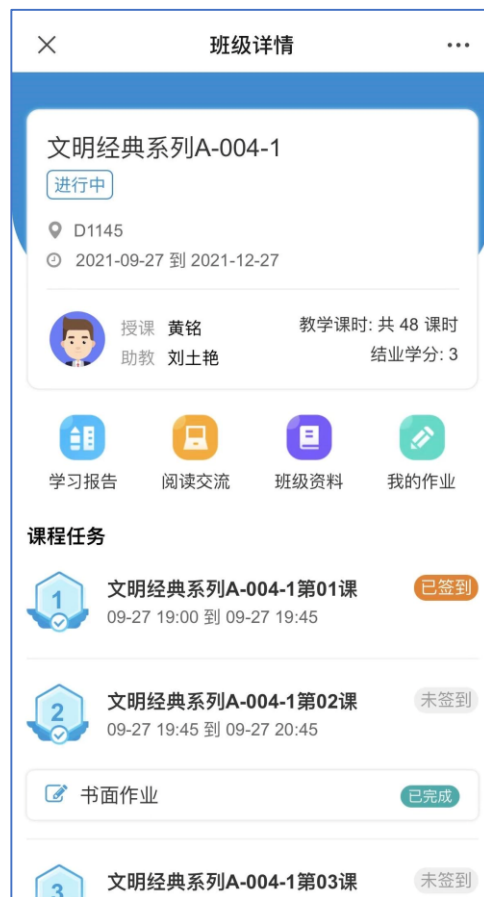 班级详情
文明经典系列A-004-1
进行中
D1145
2021-09-27 到 2021-12-27
授课 黄铭 教学课时: 共 48 课时
助教 刘土艳 结业学分: 3
学习报告 阅读交流 班级资料 我的作业
课程任务
1 文明经典系列A-004-1第01课 已签到
09-27 19:00 到 09-27 19:45
2 文明经典系列A-004-1第02课 未签到
09-27 19:45 到 09-27 20:45
书面作业 已完成
3 文明经典系列A-004-1第03课 未签到